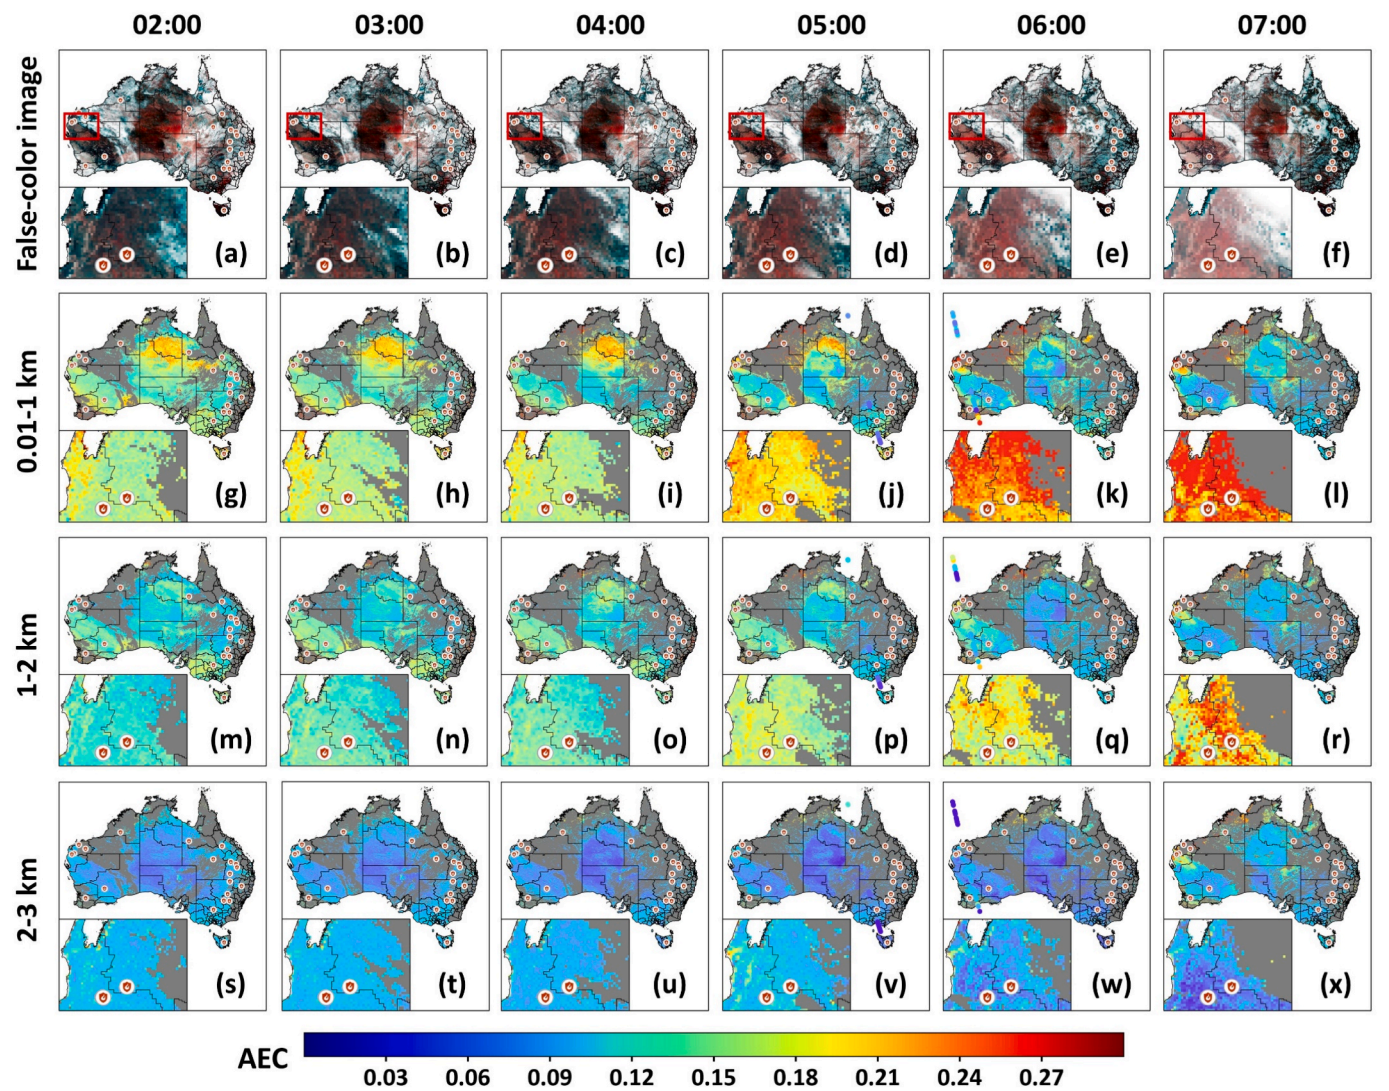 02:00 03:00 04:00 05:00 06:00 07:00
False-color image
(a) (b) (c) (d) (e) (f)
0.01-1 km
(g) (h) (i) (j) (k) (l)
1-2 km
(m) (n) (o) (p) (q) (r)
2-3 km
(s) (t) (u) (v) (w) (x)
AEC
0.03 0.06 0.09 0.12 0.15 0.18 0.21 0.24 0.27